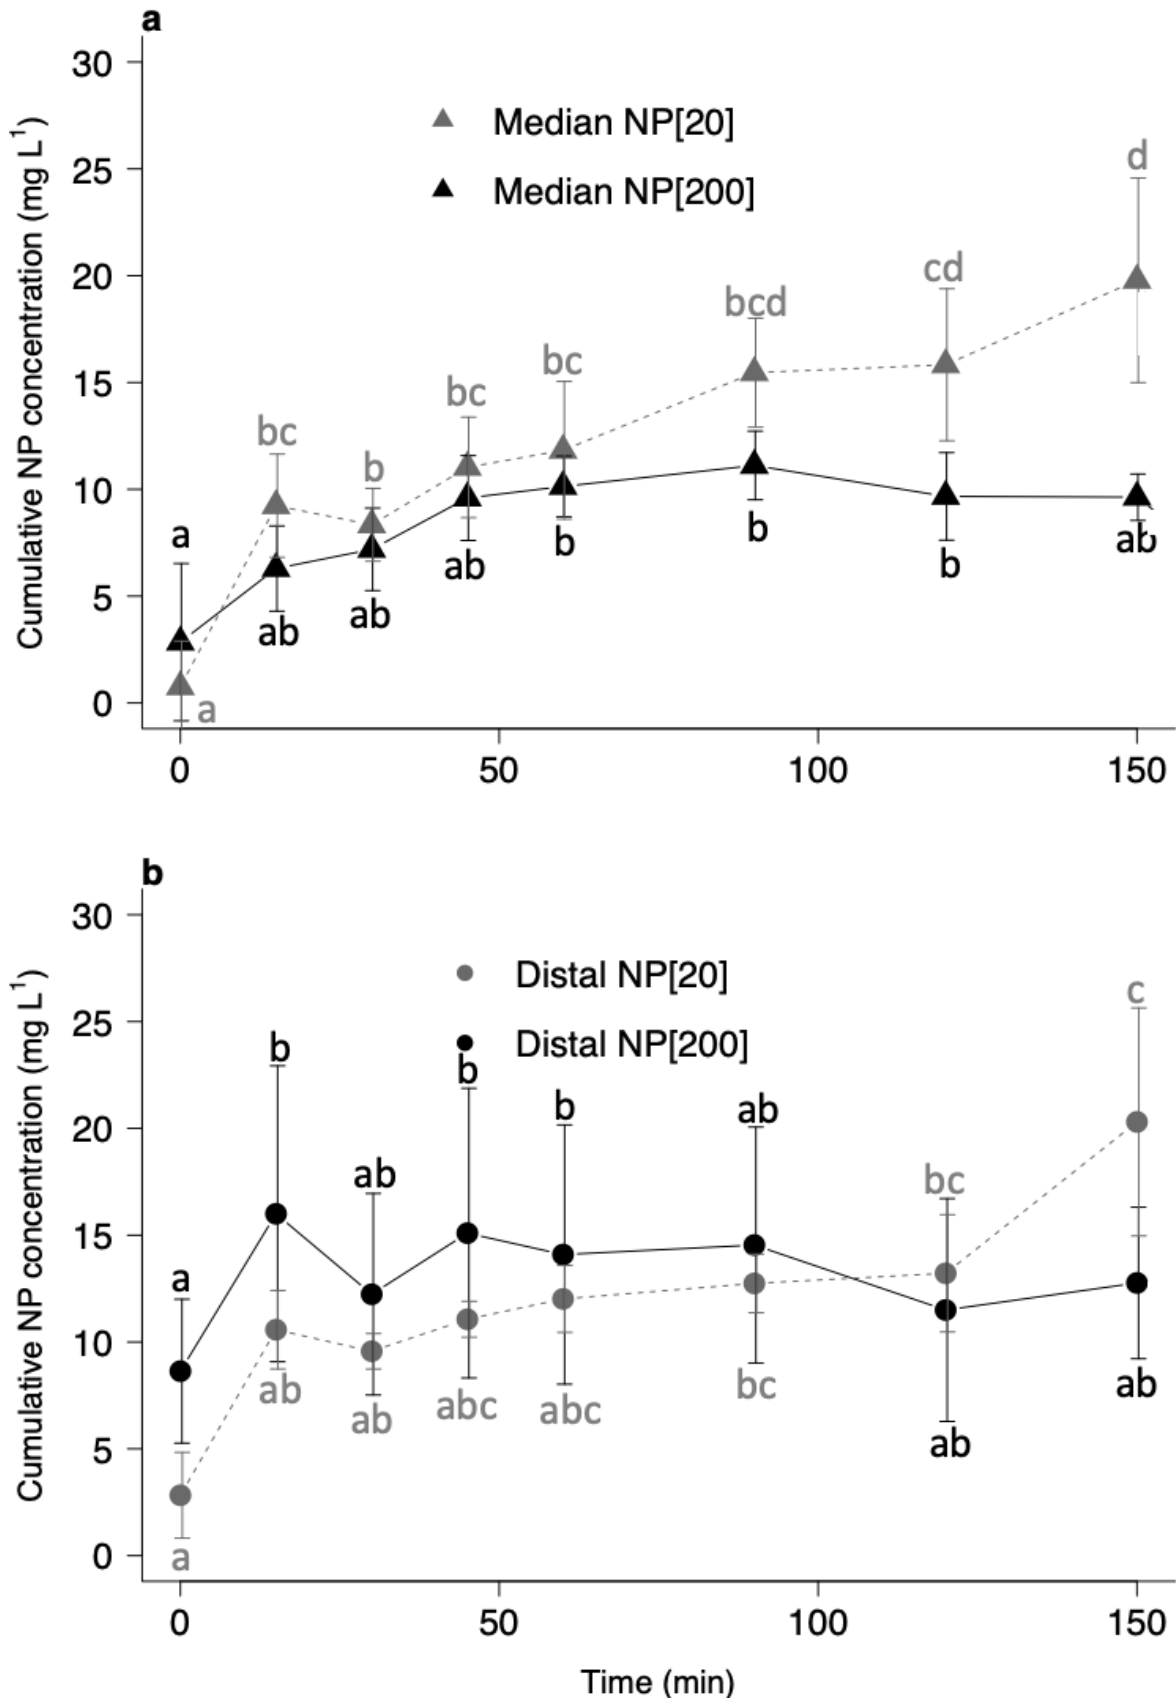 a
30
25
20
15
10
5
0
Cumulative NP concentration (mg L1)
Median NP[20]
Median NP[200]
a
a
bc
ab
b
ab
bc
ab
bc
b
bcd
b
cd
b
d
ab
0 50 100 150
b
30
25
20
15
10
5
0
Cumulative NP concentration (mg L1)
Distal NP[20]
Distal NP[200]
a
a
b
ab
ab
ab
b
abc
b
abc
ab
bc
bc
ab
c
ab
0 50 100 150
Time (min)